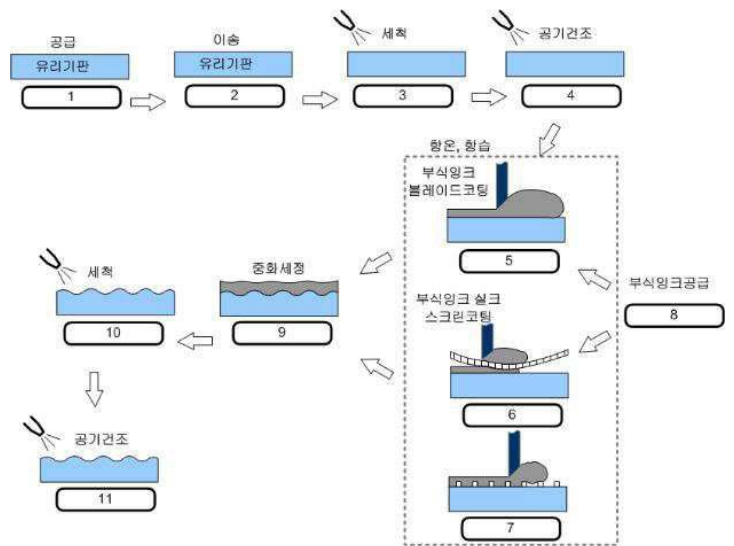 공급
유리기판
1
이송
유리기판
2
세척
3
공기건조
4
항온, 항습
부식잉크
블레이드코팅
5
부식잉크 실크
스크린코팅
6
7
부식잉크공급
8
중화세정
9
세척
10
공기건조
11